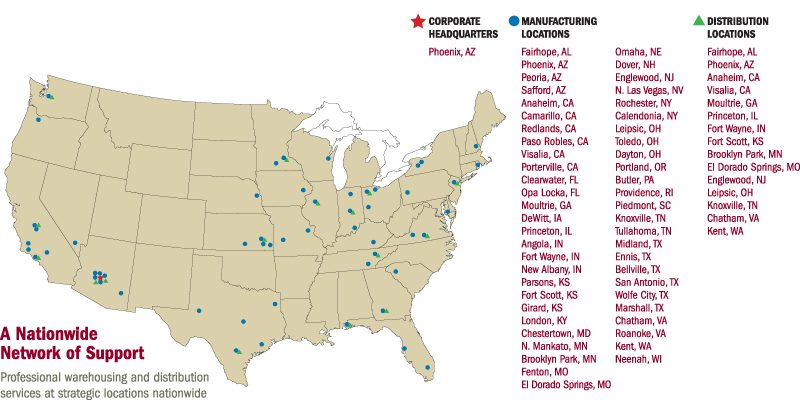 CORPORATE
HEADQUARTERS
Phoenix, AZ
MANUFACTURING
LOCATIONS
Fairhope, AL
Phoenix, AZ
Peoria, AZ
Safford, AZ
Anaheim, CA
Camarillo, CA
Redlands, CA
Paso Robles, CA
Visalia, CA
Porterville, CA
Clearwater, FL
Opa Locka, FL
Moultrie, GA
DeWitt, IA
Princeton, IL
Angola, IN
Fort Wayne, IN
New Albany, IN
Parsons, KS
Fort Scott, KS
Girard, KS
London, KY
Chestertown, MD
N. Mankato, MN
Brooklyn Park, MN
Fenton, MO
El Dorado Springs, MO
Omaha, NE
Dover, NH
Englewood, NJ
N. Las Vegas, NV
Rochester, NY
Calendonia, NY
Leipsic, OH
Toledo, OH
Dayton, OH
Portland, OR
Butler, PA
Providence, RI
Piedmont, SC
Knoxville, TN
Tullahoma, TN
Midland, TX
Ennis, TX
Bellville, TX
San Antonio, TX
Wolfe City, TX
Marshall, TX
Chatham, VA
Roanoke, VA
Kent, WA
Neenah, WI
DISTRIBUTION
LOCATIONS
Fairhope, AL
Phoenix, AZ
Anaheim, CA
Visalia, CA
Moultrie, GA
Princeton, IL
Fort Wayne, IN
Fort Scott, KS
Brooklyn Park, MN
El Dorado Springs, MO
Englewood, NJ
Leipsic, OH
Knoxville, TN
Chatham, VA
Kent, WA
A Nationwide
Network of Support
Professional warehousing and distribution
services at strategic locations nationwide